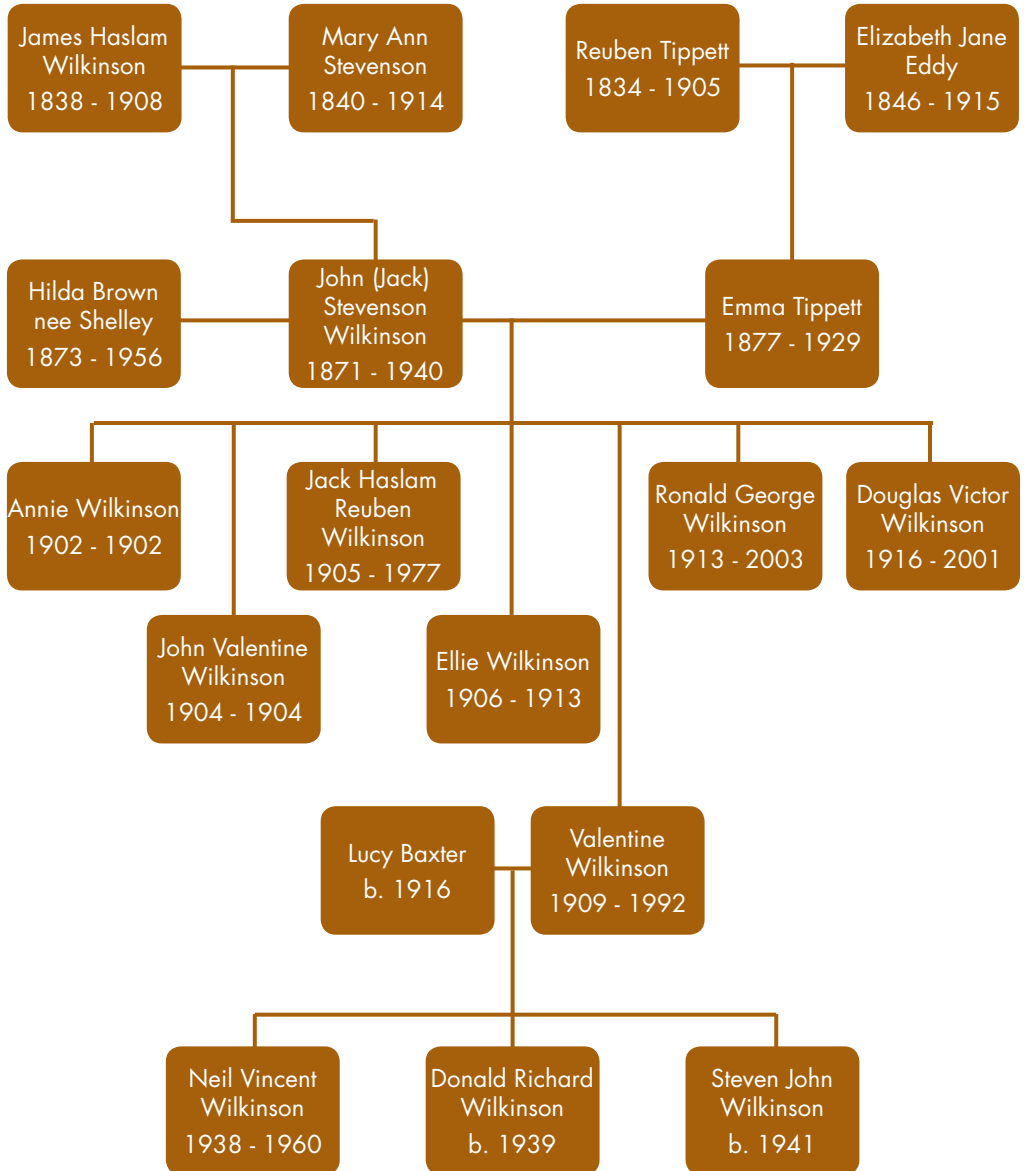 James Haslam
Wilkinson
1838 - 1908
Mary Ann
Stevenson
1840 - 1914
Reuben Tippett
1834 - 1905
Elizabeth Jane
Eddy
1846 - 1915
Hilda Brown
nee Shelley
1873 - 1956
John (Jack)
Stevenson
Wilkinson
1871 - 1940
Emma Tippett
1877 - 1929
Annie Wilkinson
1902 - 1902
Jack Haslam
Reuben
Wilkinson
1905 - 1977
Ronald George
Wilkinson
1913 - 2003
Douglas Victor
Wilkinson
1916 - 2001
John Valentine
Wilkinson
1904 - 1904
Ellie Wilkinson
1906 - 1913
Lucy Baxter
b. 1916
Valentine
Wilkinson
1909 - 1992
Neil Vincent
Wilkinson
1938 - 1960
Donald Richard
Wilkinson
b. 1939
Steven John
Wilkinson
b. 1941